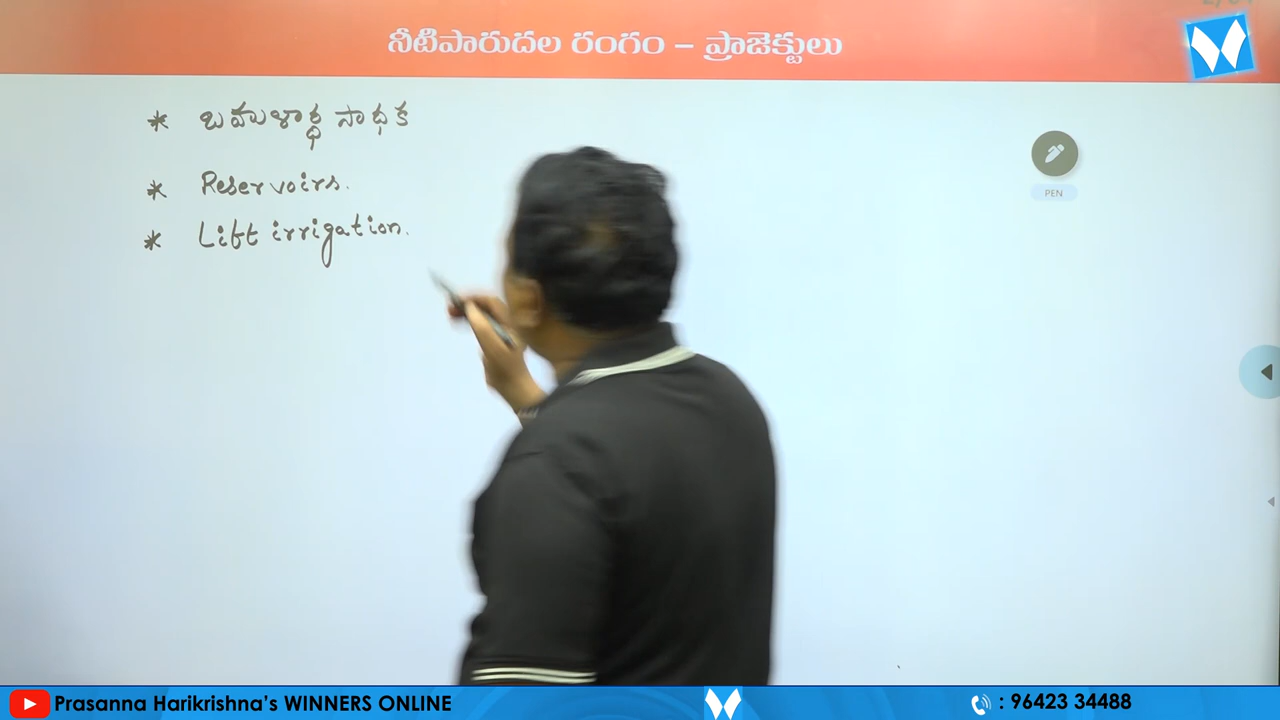 నీటిపారుదల రంగం – ప్రాజెక్టులు
* బహుళార్థ సాధక
* Reservoirs.
* Lift irrigation.
PEN
Prasanna Harikrishna's WINNERS ONLINE
: 96423 34488